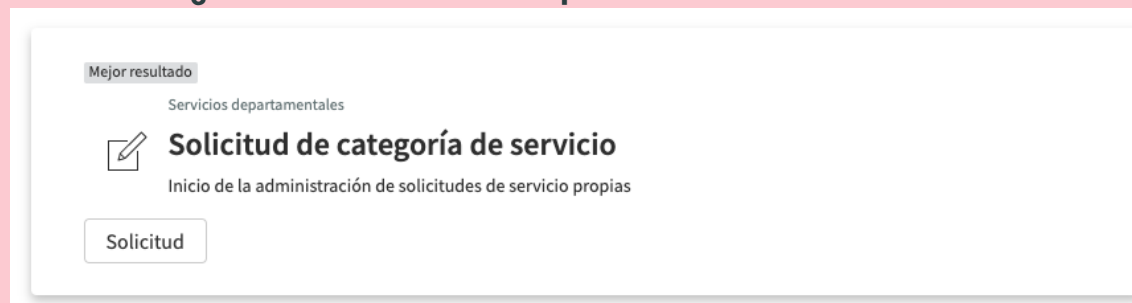 Mejor resultado
Servicios departamentales
Solicitud de categoría de servicio
Inicio de la administración de solicitudes de servicio propias
Solicitud